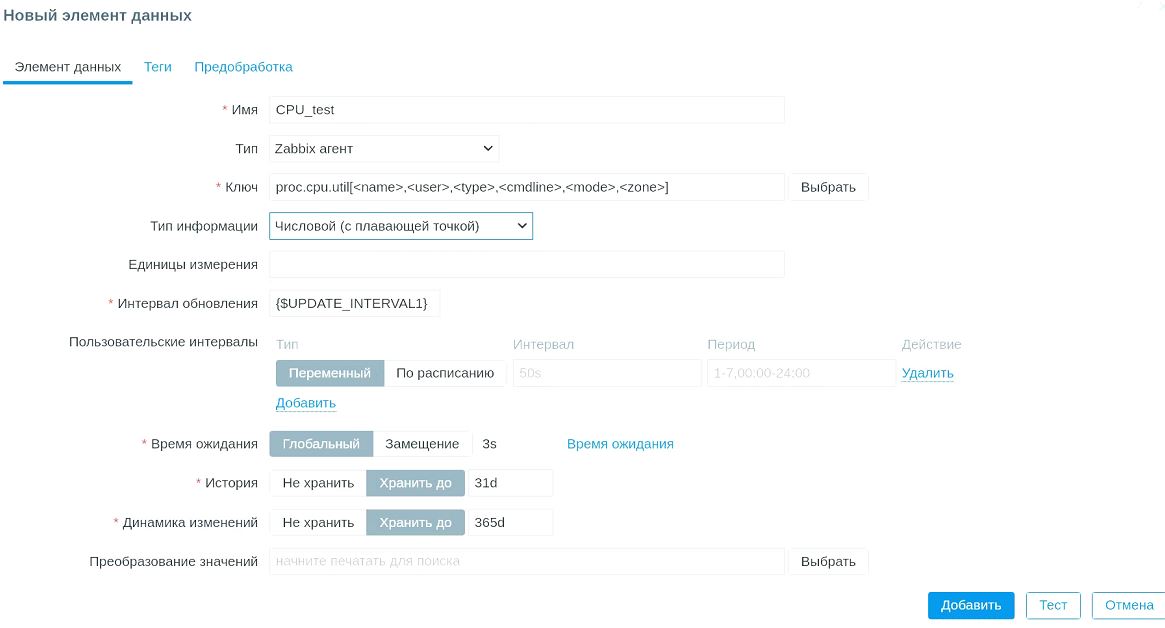 Новый элемент данных
Элемент данных Теги Предобработка
* Имя CPU_test
Тип Zabbix агент
* Ключ proc.cpu.util[<name>,<user>,<type>,<cmdline>,<mode>,<zone>] Выбрать
Тип информации Числовой (с плавающей точкой)
Единицы измерения
* Интервал обновления {$UPDATE_INTERVAL1}
Пользовательские интервалы Тип Интервал Период Действие
Переменный По расписанию 50s 1-7,00:00-24:00 Удалить
Добавить
* Время ожидания Глобальный Замещение 3s Время ожидания
* История Не хранить Хранить до 31d
* Динамика изменений Не хранить Хранить до 365d
Преобразование значений начните печатать для поиска Выбрать
Добавить Тест Отмена